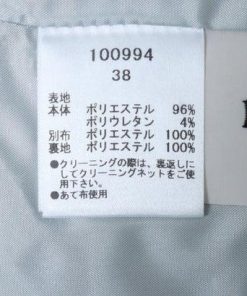 100994
38
表地
本体 ポリエステル 96%
ポリウレタン 4%
別布 ポリエステル 100%
裏地 ポリエステル 100%
●クリーニングの際は、裏返しに
してクリーニングネットをご使
用下さい。
●あて布使用